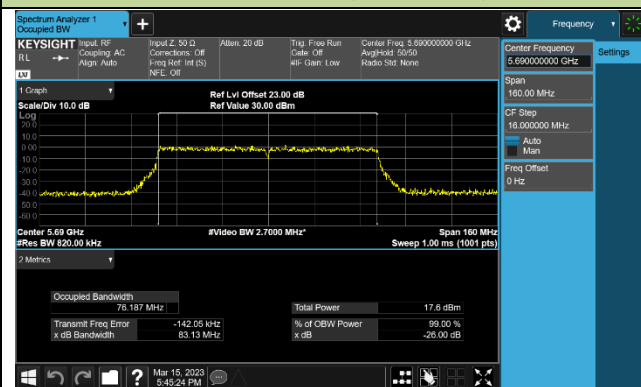 Spectrum Analyzer 1
Occupied BW
Frequency
KEYSIGHT
Input: RF
Coupling: AC
Align: Auto
Input Z: 50 Ω
Corrections: Off
Freq Ref: Int (S)
NFE: Off
Atten: 20 dB
Trig: Free Run
Gate: Off
#IF Gain: Low
Center Freq: 5.690000000 GHz
Avg|Hold: 50/50
Radio Std: None
RL
LXI
Center Frequency
5.690000000 GHz
Settings
Span
160.00 MHz
CF Step
16.000000 MHz
Auto
Man
Freq Offset
0 Hz
1 Graph
Scale/Div 10.0 dB
Ref Lvl Offset 23.00 dB
Ref Value 30.00 dBm
Log
20.0
10.0
0.00
-10.0
-20.0
-30.0
-40.0
-50.0
-60.0
Center 5.69 GHz
#Video BW 2.7000 MHz*
Span 160 MHz
#Res BW 820.00 kHz
Sweep 1.00 ms (1001 pts)
2 Metrics
Occupied Bandwidth
76.187 MHz
Total Power
17.6 dBm
Transmit Freq Error
-142.05 kHz
% of OBW Power
99.00 %
x dB Bandwidth
83.13 MHz
x dB
-26.00 dB
Mar 15, 2023
5:45:24 PM